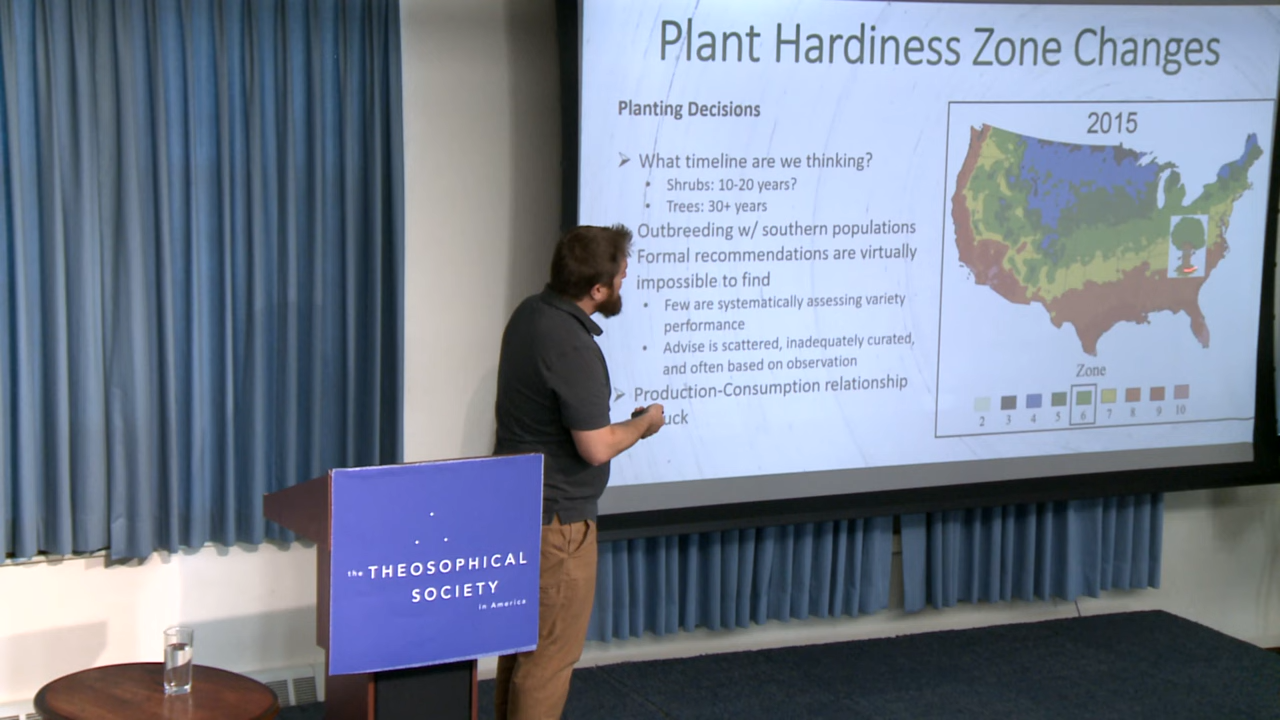 Plant Hardiness Zone Changes
Planting Decisions
What timeline are we thinking?
Shrubs: 10-20 years?
Trees: 30+ years
Outbreeding w/ southern populations
Formal recommendations are virtually
impossible to find
Few are systematically assessing variety
performance
Advise is scattered, inadequately curated,
and often based on observation
Production-Consumption relationship
2015
Zone
2 3 4 5 6 7 8 9 10
the THEOSOPHICAL
SOCIETY
in America